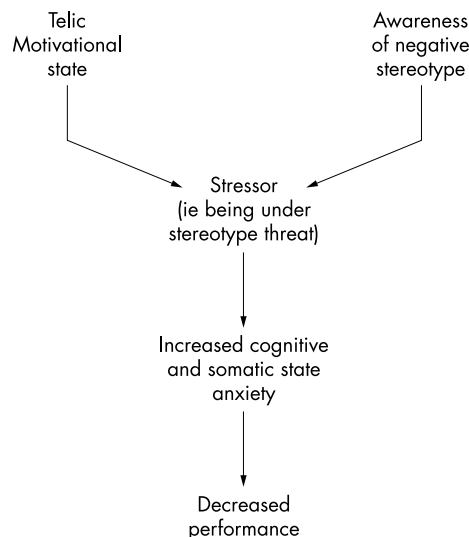 Telic
Motivational
state
Awareness
of negative
stereotype
Stressor
(ie being under
stereotype threat)
Increased cognitive
and somatic state
anxiety
Decreased
performance